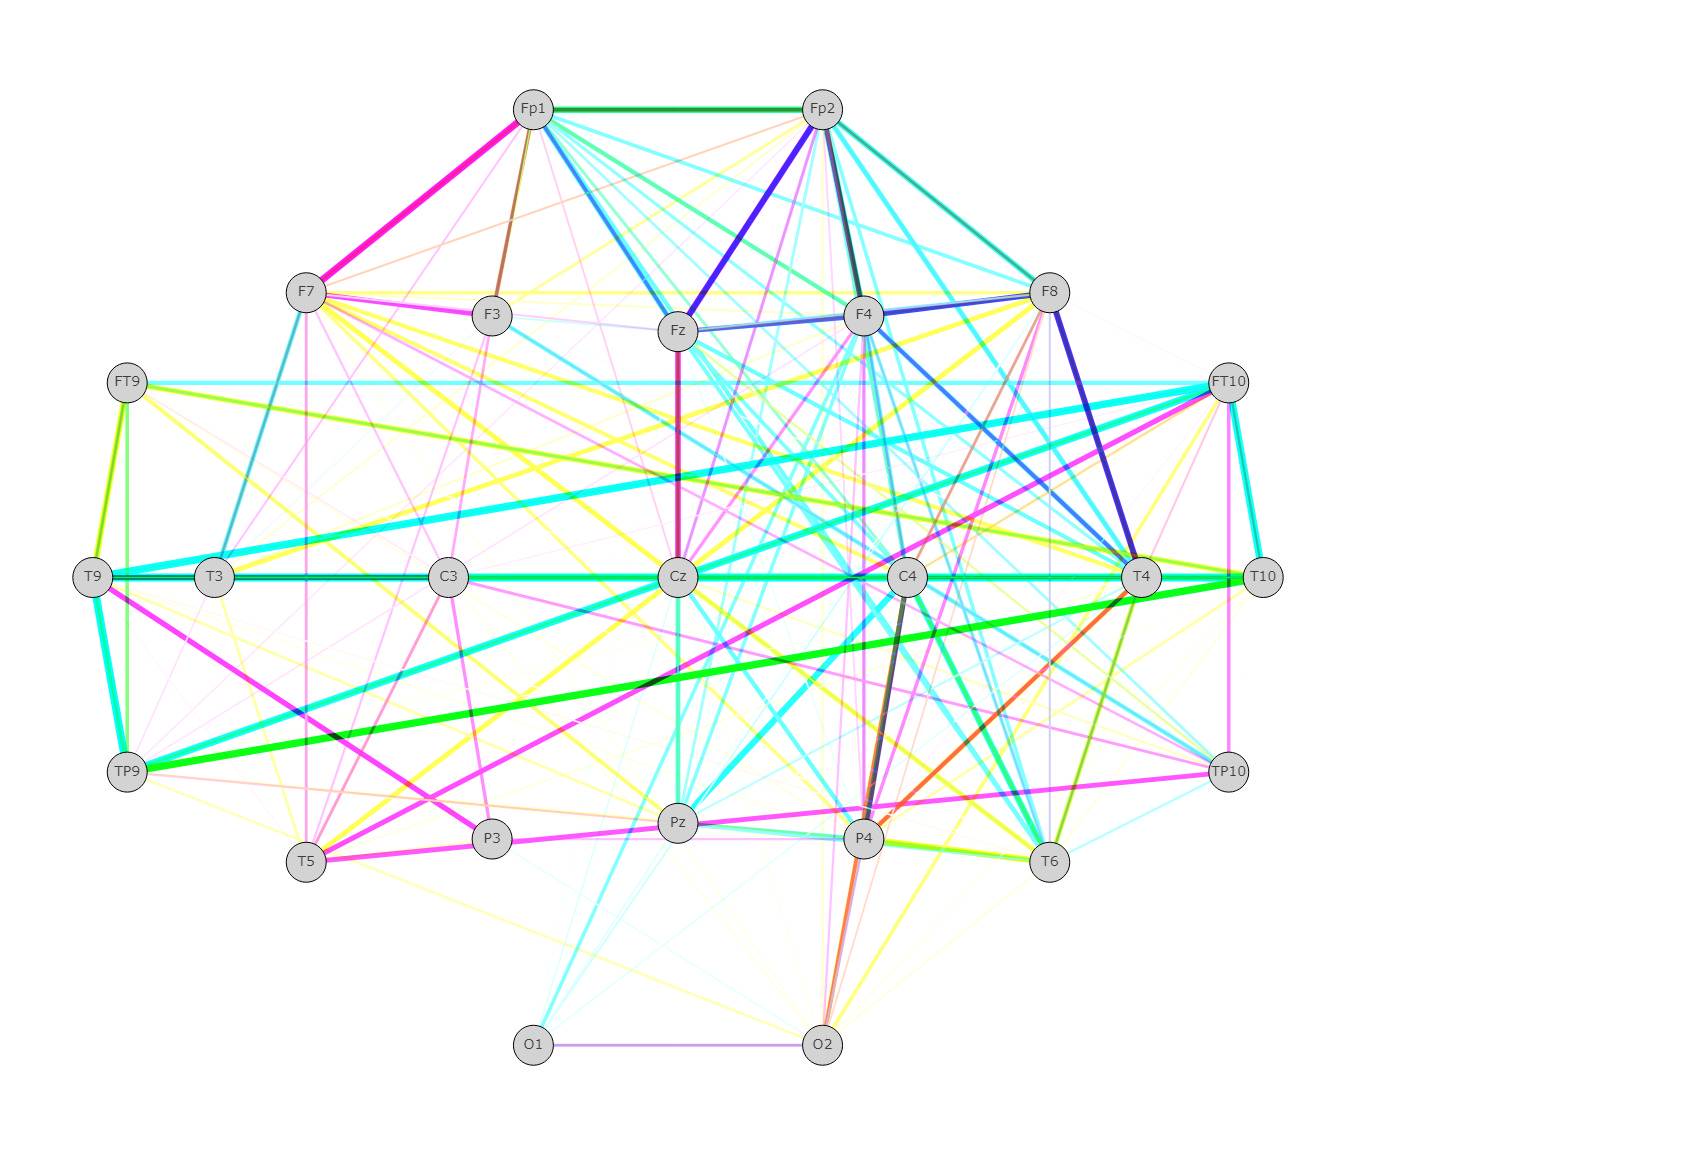 Fp1 Fp2
F7 F3 Fz F4 F8
FT9 FT10
T9 T3 C3 Cz C4 T4 T10
TP9 TP10
T5 P3 Pz P4 T6
O1 O2